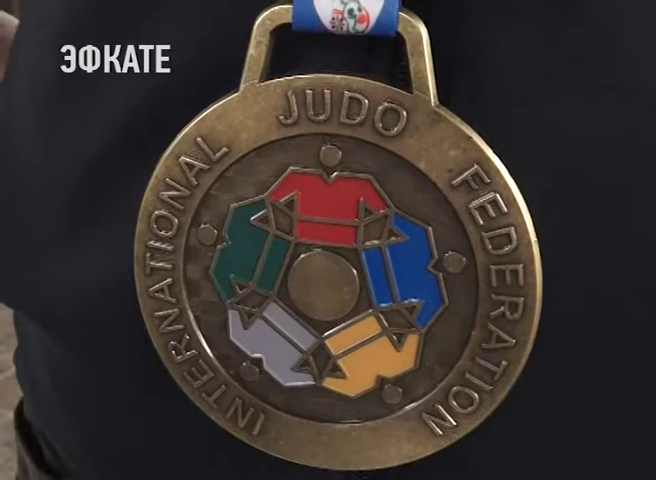 ЭФКАТЕ
INTERNATIONAL JUDO FEDERATION